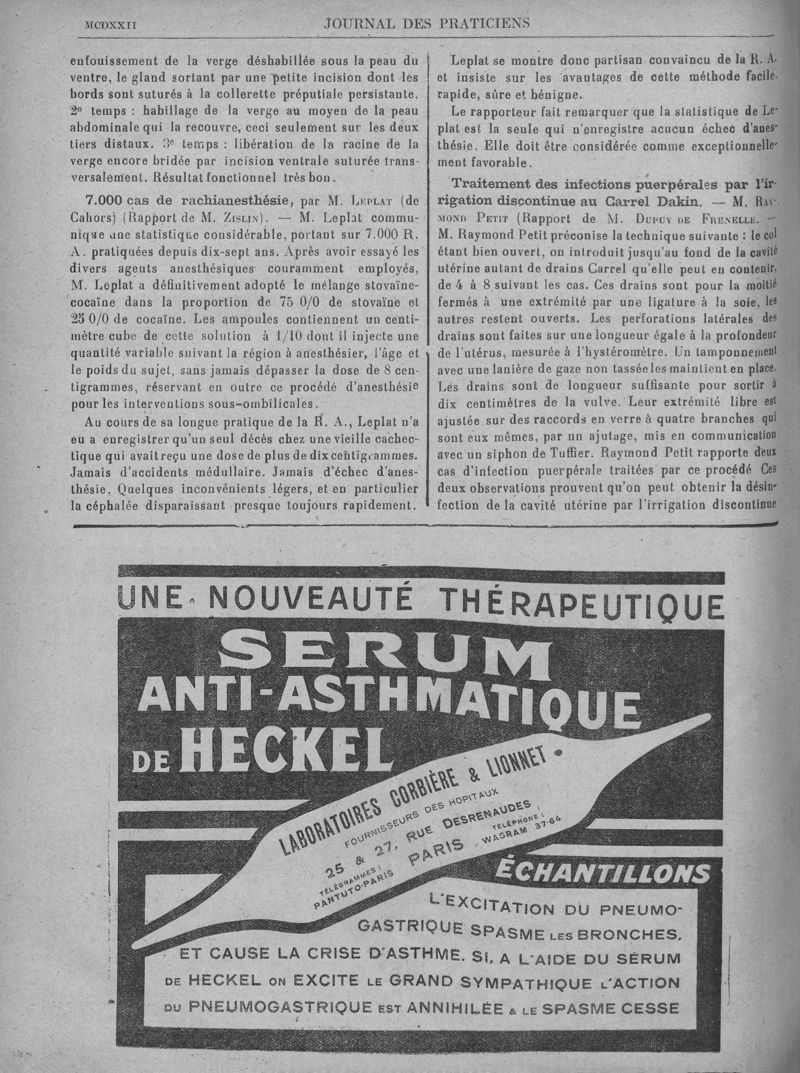 MCDXXII
JOURNAL DES PRATICIENS
enfouissement de la verge déshabillée sous la peau du
ventre, le gland sortant par une petite incision dont les
bords sont suturés à la collerette préputiale persistante.
2e temps : habillage de la verge au moyen de la peau
abdominale qui la recouvre, ceci seulement sur les deux
tiers distaux. 3e temps : libération de la racine de la
verge encore bridée par incision ventrale suturée trans-
versalement. Résultat fonctionnel très bon.
7.000 cas de rachianesthésie, par M. LEPLAT (de
Cahors) (Rapport de M. ZISLIN). — M. Leplat commu-
nique une statistique considérable, portant sur 7.000 R.
A. pratiquées depuis dix-sept ans. Après avoir essayé les
divers agents anesthésiques couramment employés,
M. Leplat a définitivement adopté le mélange stovaïne-
cocaïne dans la proportion de 75 0/0 de stovaïne et
25 0/0 de cocaïne. Les ampoules contiennent un centi-
mètre cube de cette solution à 1/10 dont il injecte une
quantité variable suivant la région à anesthésier, l'âge et
le poids du sujet, sans jamais dépasser la dose de 8 cen-
tigrammes, réservant en outre ce procédé d'anesthésie
pour les interventions sous-ombilicales.
Au cours de sa longue pratique de la R. A., Leplat n'a
eu a enregistrer qu'un seul décès chez une vieille cachec-
tique qui avait reçu une dose de plus de dix centigrammes.
Jamais d'accidents médullaire. Jamais d'échec d'anes-
thésie. Quelques inconvénients légers, et en particulier
la céphalée disparaissant presque toujours rapidement.
Leplat se montre donc partisan convaincu de la R. A.
et insiste sur les avantages de cette méthode facile,
rapide, sûre et bénigne.
Le rapporteur fait remarquer que la statistique de Le-
plat est la seule qui n'enregistre acucun échec d'anes-
thésie. Elle doit être considérée comme exceptionnelle-
ment favorable.
Traitement des infections puerpérales par l'ir-
rigation discontinue au Carrel Dakin. — M. RAY-
MOND PETIT (Rapport de M. DUPUY DE FRENELLE. —
M. Raymond Petit préconise la technique suivante : le col
étant bien ouvert, on introduit jusqu'au fond de la cavité
utérine autant de drains Carrel qu'elle peut en contenir,
de 4 à 8 suivant les cas. Ces drains sont pour la moitié
fermés à une extrémité par une ligature à la soie, les
autres restent ouverts. Les perforations latérales des
drains sont faites sur une longueur égale à la profondeur
de l'utérus, mesurée à l'hystéromètre. Un tamponnement
avec une lanière de gaze non tassée les maintient en place.
Les drains sont de longueur suffisante pour sortir à
dix centimètres de la vulve. Leur extrémité libre est
ajustée sur des raccords en verre à quatre branches qui
sont eux mêmes, par un ajutage, mis en communication
avec un siphon de Tuffier. Raymond Petit rapporte deux
cas d'infection puerpérale traitées par ce procédé Ces
deux observations prouvent qu'on peut obtenir la désin-
fection de la cavité utérine par l'irrigation discontinue
UNE NOUVEAUTÉ THÉRAPEUTIQUE
SERUM
ANTI-ASTHMATIQUE
DE HECKEL
LABORATOIRES CORBIÈRE & LIONNET
FOURNISSEURS DES HOPITAUX
25 & 27, RUE DESRENAUDES,
TÉLÉGRAMMES :
PANTUTO-PARIS
PARIS
TÉLÉPHONE :
WAGRAM 37-64
ÉCHANTILLONS
L'EXCITATION DU PNEUMO-
GASTRIQUE SPASME LES BRONCHES.
ET CAUSE LA CRISE D'ASTHME. SI, A L'AIDE DU SÉRUM
DE HECKEL ON EXCITE LE GRAND SYMPATHIQUE L'ACTION
DU PNEUMOGASTRIQUE EST ANNIHILÉE & LE SPASME CESSE